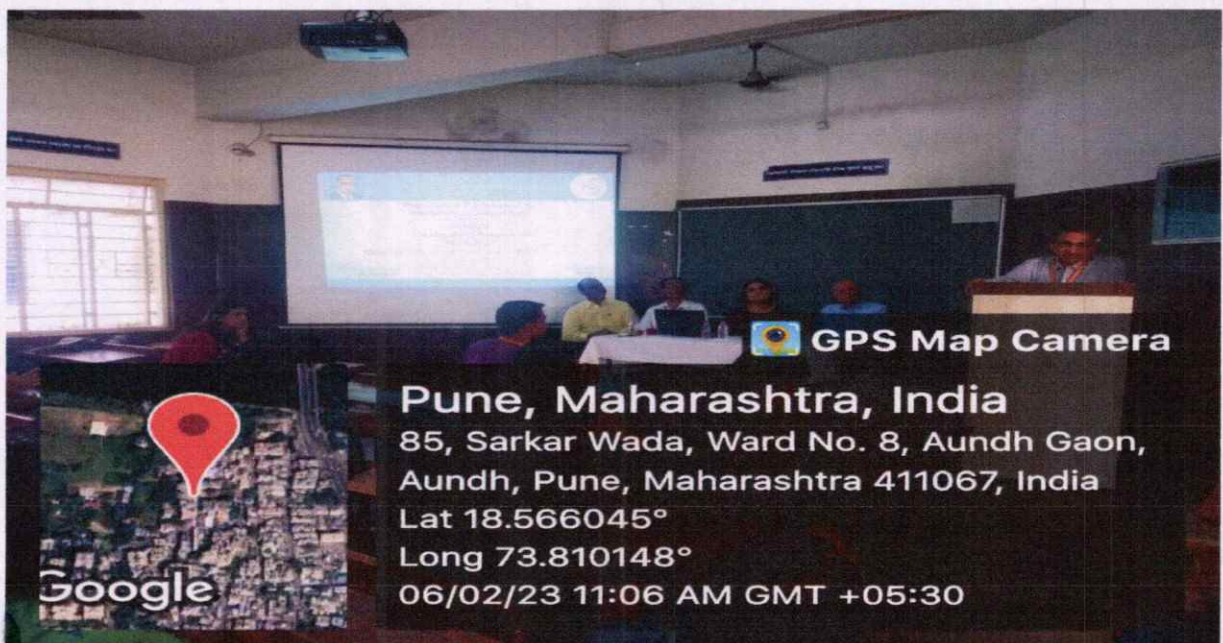 GPS Map Camera
Pune, Maharashtra, India
85, Sarkar Wada, Ward No. 8, Aundh Gaon,
Aundh, Pune, Maharashtra 411067, India
Lat 18.566045°
Long 73.810148°
06/02/23 11:06 AM GMT +05:30
Google